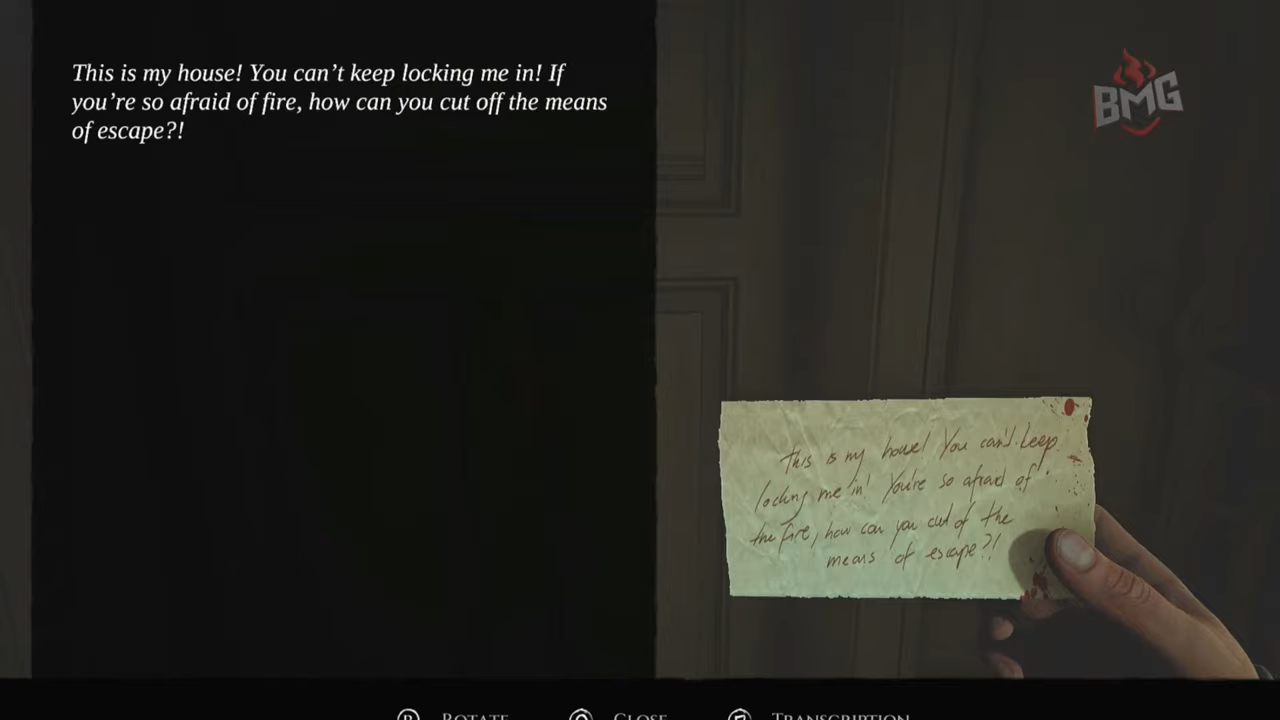 This is my house! You can't keep locking me in! If
you're so afraid of fire, how can you cut off the means
of escape?!
BMG
This is my house! You can't keep
locking me in! You're so afraid of
the fire, how can you cut of the
means of escape?!
R ROTATE CLOSE TRANSCRIPTION